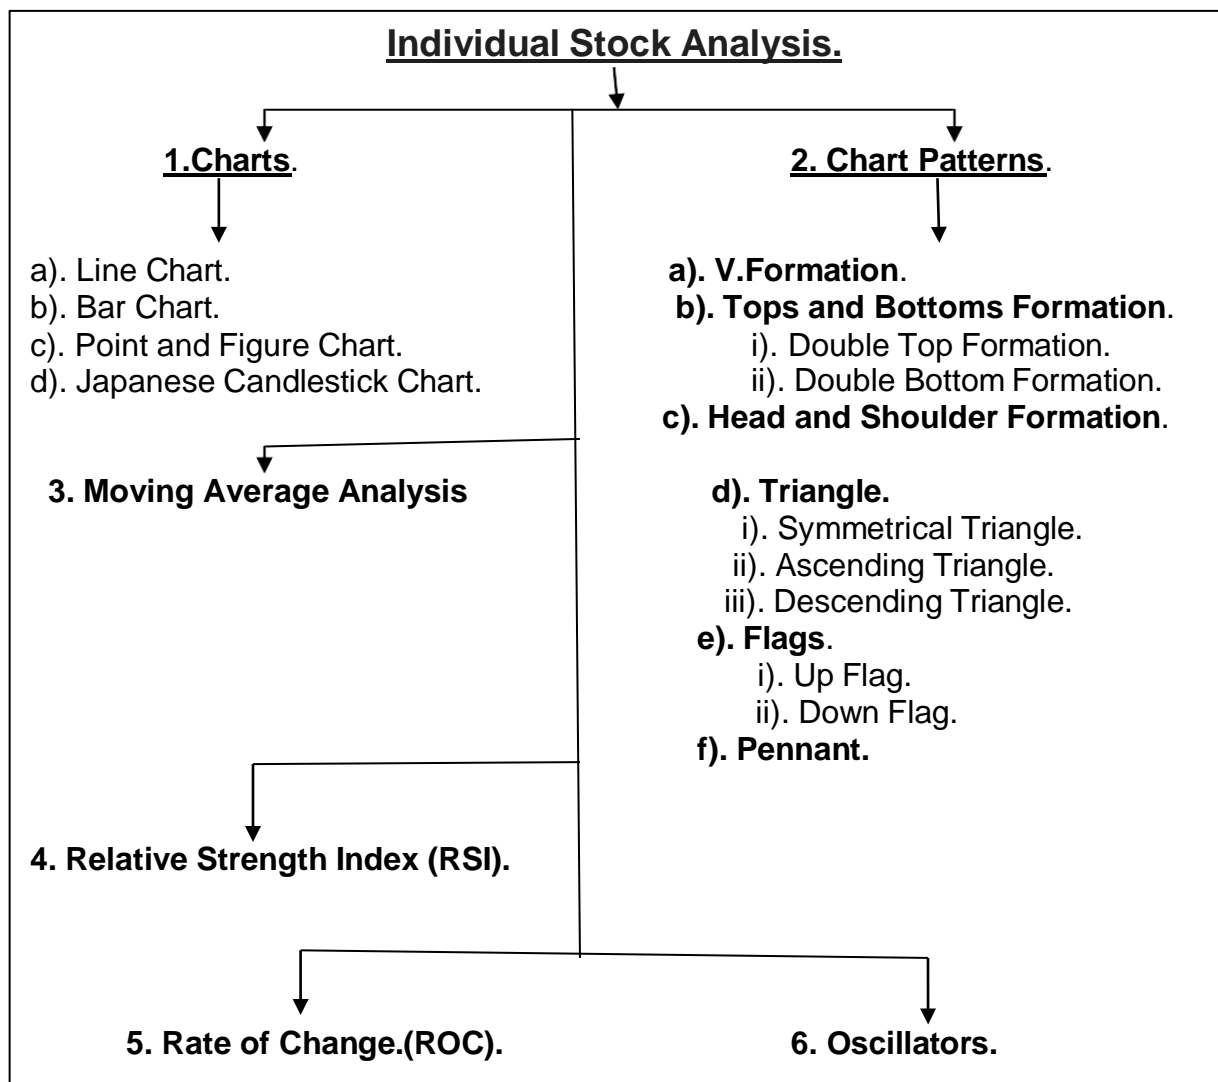 Individual Stock Analysis.
1.Charts.
a). Line Chart.
b). Bar Chart.
c). Point and Figure Chart.
d). Japanese Candlestick Chart.
2. Chart Patterns.
a). V.Formation.
b). Tops and Bottoms Formation.
i). Double Top Formation.
ii). Double Bottom Formation.
c). Head and Shoulder Formation.
d). Triangle.
i). Symmetrical Triangle.
ii). Ascending Triangle.
iii). Descending Triangle.
e). Flags.
i). Up Flag.
ii). Down Flag.
f). Pennant.
3. Moving Average Analysis
4. Relative Strength Index (RSI).
5. Rate of Change.(ROC).
6. Oscillators.